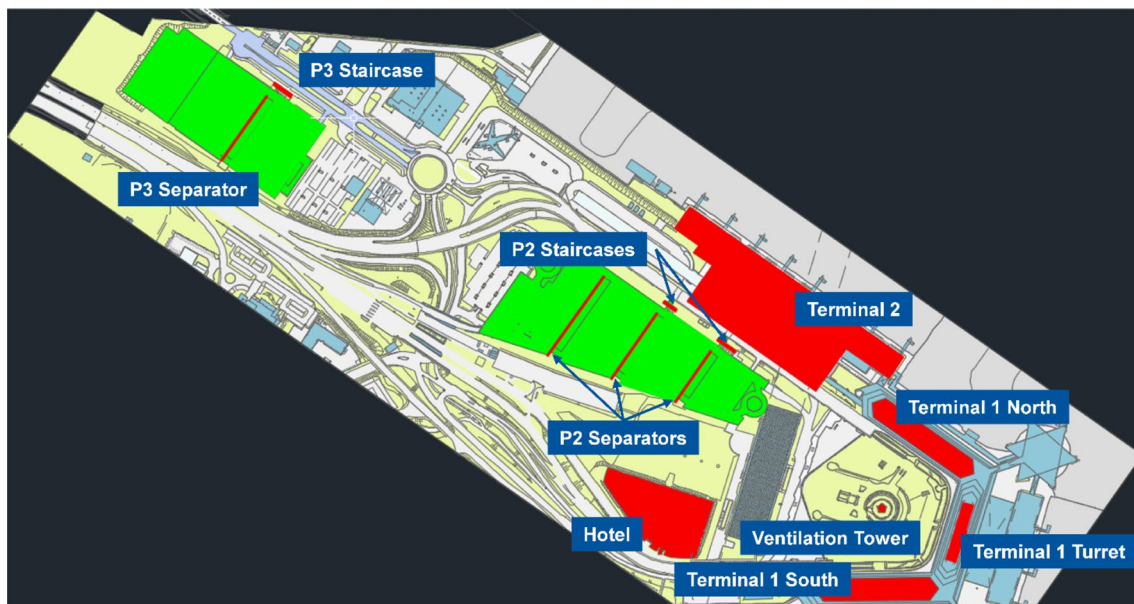 P3 Staircase
P3 Separator
P2 Staircases
Terminal 2
Terminal 1 North
P2 Separators
Hotel
Ventilation Tower
Terminal 1 Turret
Terminal 1 South